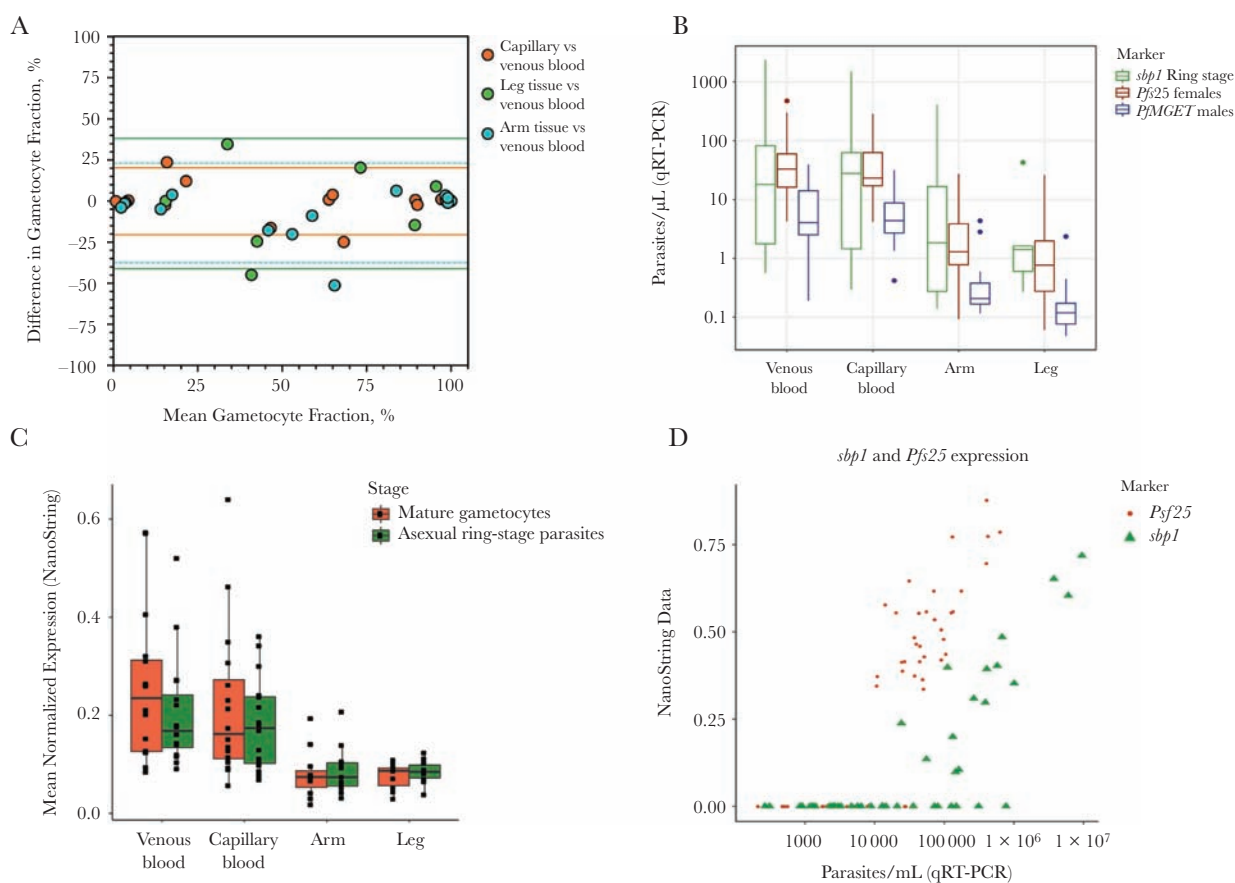 A
Difference in Gametocyte Fraction, %
100
75
50
25
0
–25
–50
–75
–100
0
25
50
75
100
Mean Gametocyte Fraction, %
Capillary vs
venous blood
Leg tissue vs
venous blood
Arm tissue vs
venous blood
B
Parasites/μL (qRT-PCR)
1000
100
10
1
0.1
Venous
blood
Capillary
blood
Arm
Leg
Marker
sbp1 Ring stage
Pfs25 females
PfMGET males
C
Mean Normalized Expression (NanoString)
0.6
0.4
0.2
0.0
Venous
blood
Capillary
blood
Arm
Leg
Stage
Mature gametocytes
Asexual ring-stage parasites
D
sbp1 and Pfs25 expression
NanoString Data
0.75
0.50
0.25
0.00
1000
10 000
100 000
1 × 10⁶
1 × 10⁷
Parasites/mL (qRT-PCR)
Marker
Psf25
sbp1